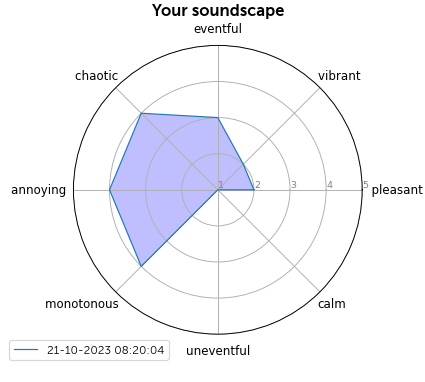 Your soundscape
eventful
chaotic
vibrant
annoying
1 2 3 4 5
pleasant
monotonous
calm
uneventful
21-10-2023 08:20:04